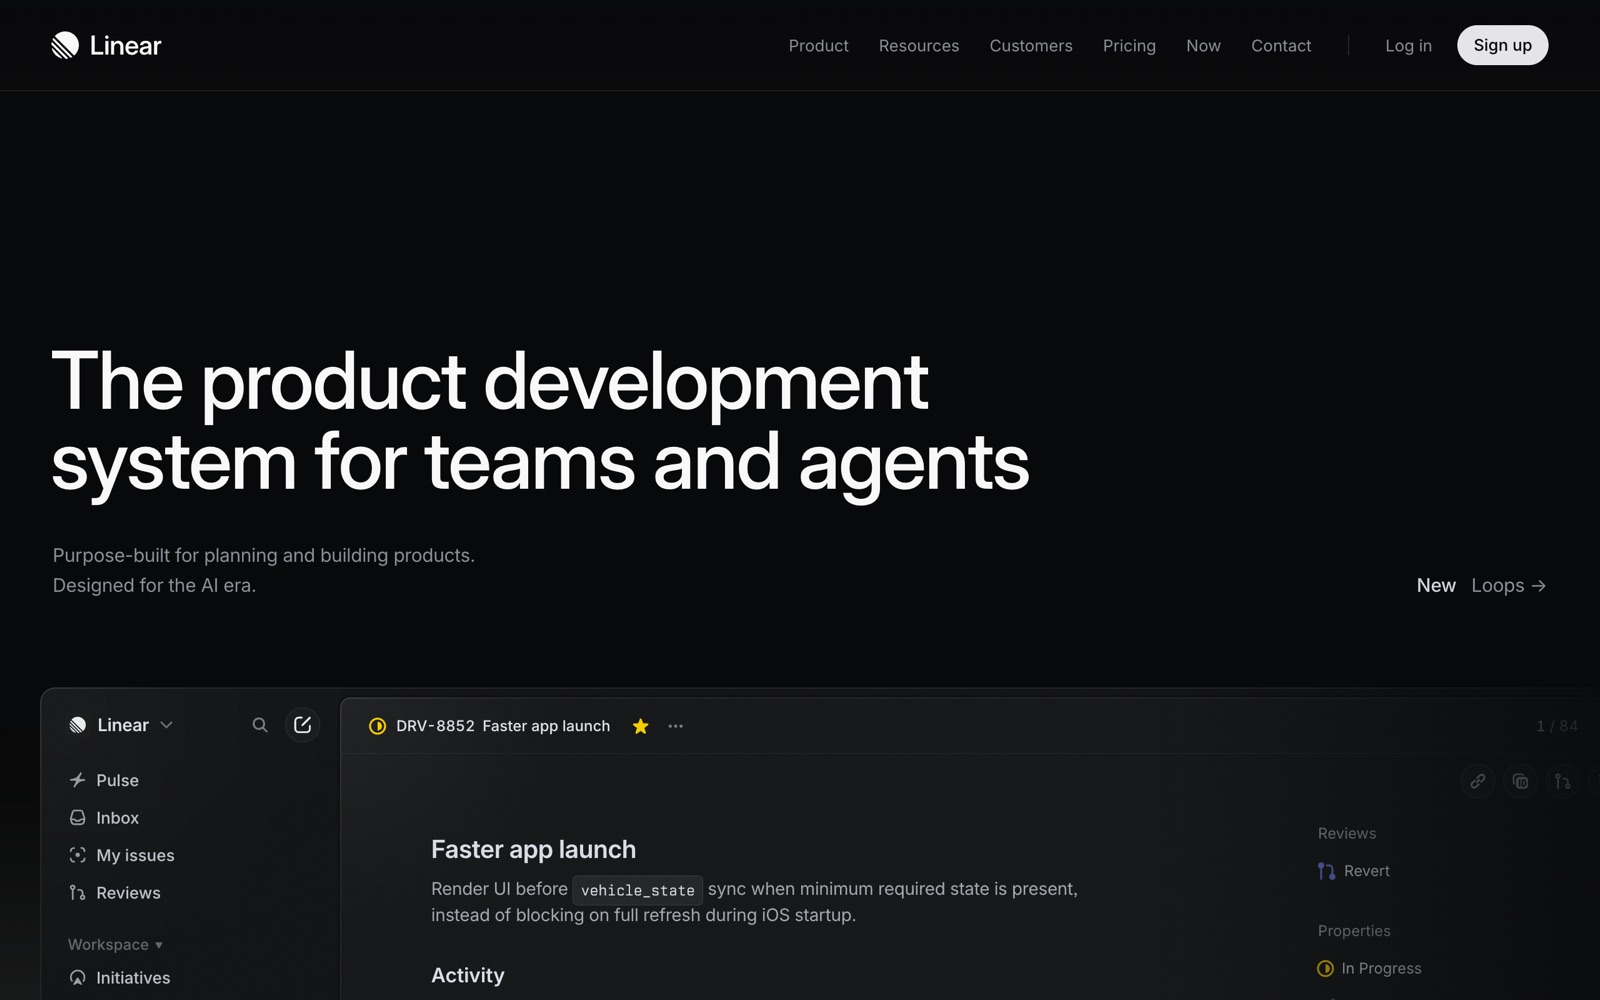 Linear
Product Resources Customers Pricing Now Contact Log in Sign up
The product development
system for teams and agents
Purpose-built for planning and building products.
Designed for the AI era.
New Loops →
Linear
DRV-8852 Faster app launch
1 / 84
Pulse
Inbox
My issues
Reviews
Workspace
Initiatives
Faster app launch
Render UI before vehicle_state sync when minimum required state is present,
instead of blocking on full refresh during iOS startup.
Activity
Reviews
Revert
Properties
In Progress